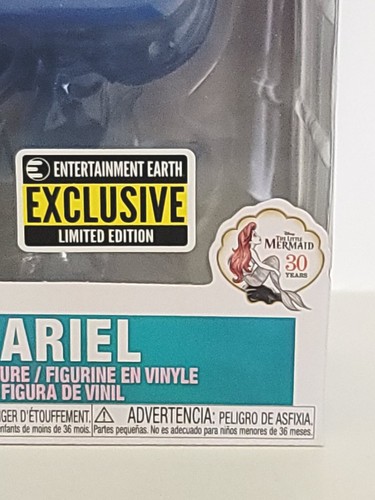 ENTERTAINMENT EARTH
EXCLUSIVE
LIMITED EDITION
Disney
THE LITTLE
MERMAID
30
YEARS
ARIEL
URE / FIGURINE EN VINYLE
FIGURA DE VINIL
GER D'ÉTOUFFEMENT.
enfants de moins de 36 mois.
ADVERTENCIA: PELIGRO DE ASFIXIA.
Partes pequeñas. No es adecuado para niños menores de 36 meses.